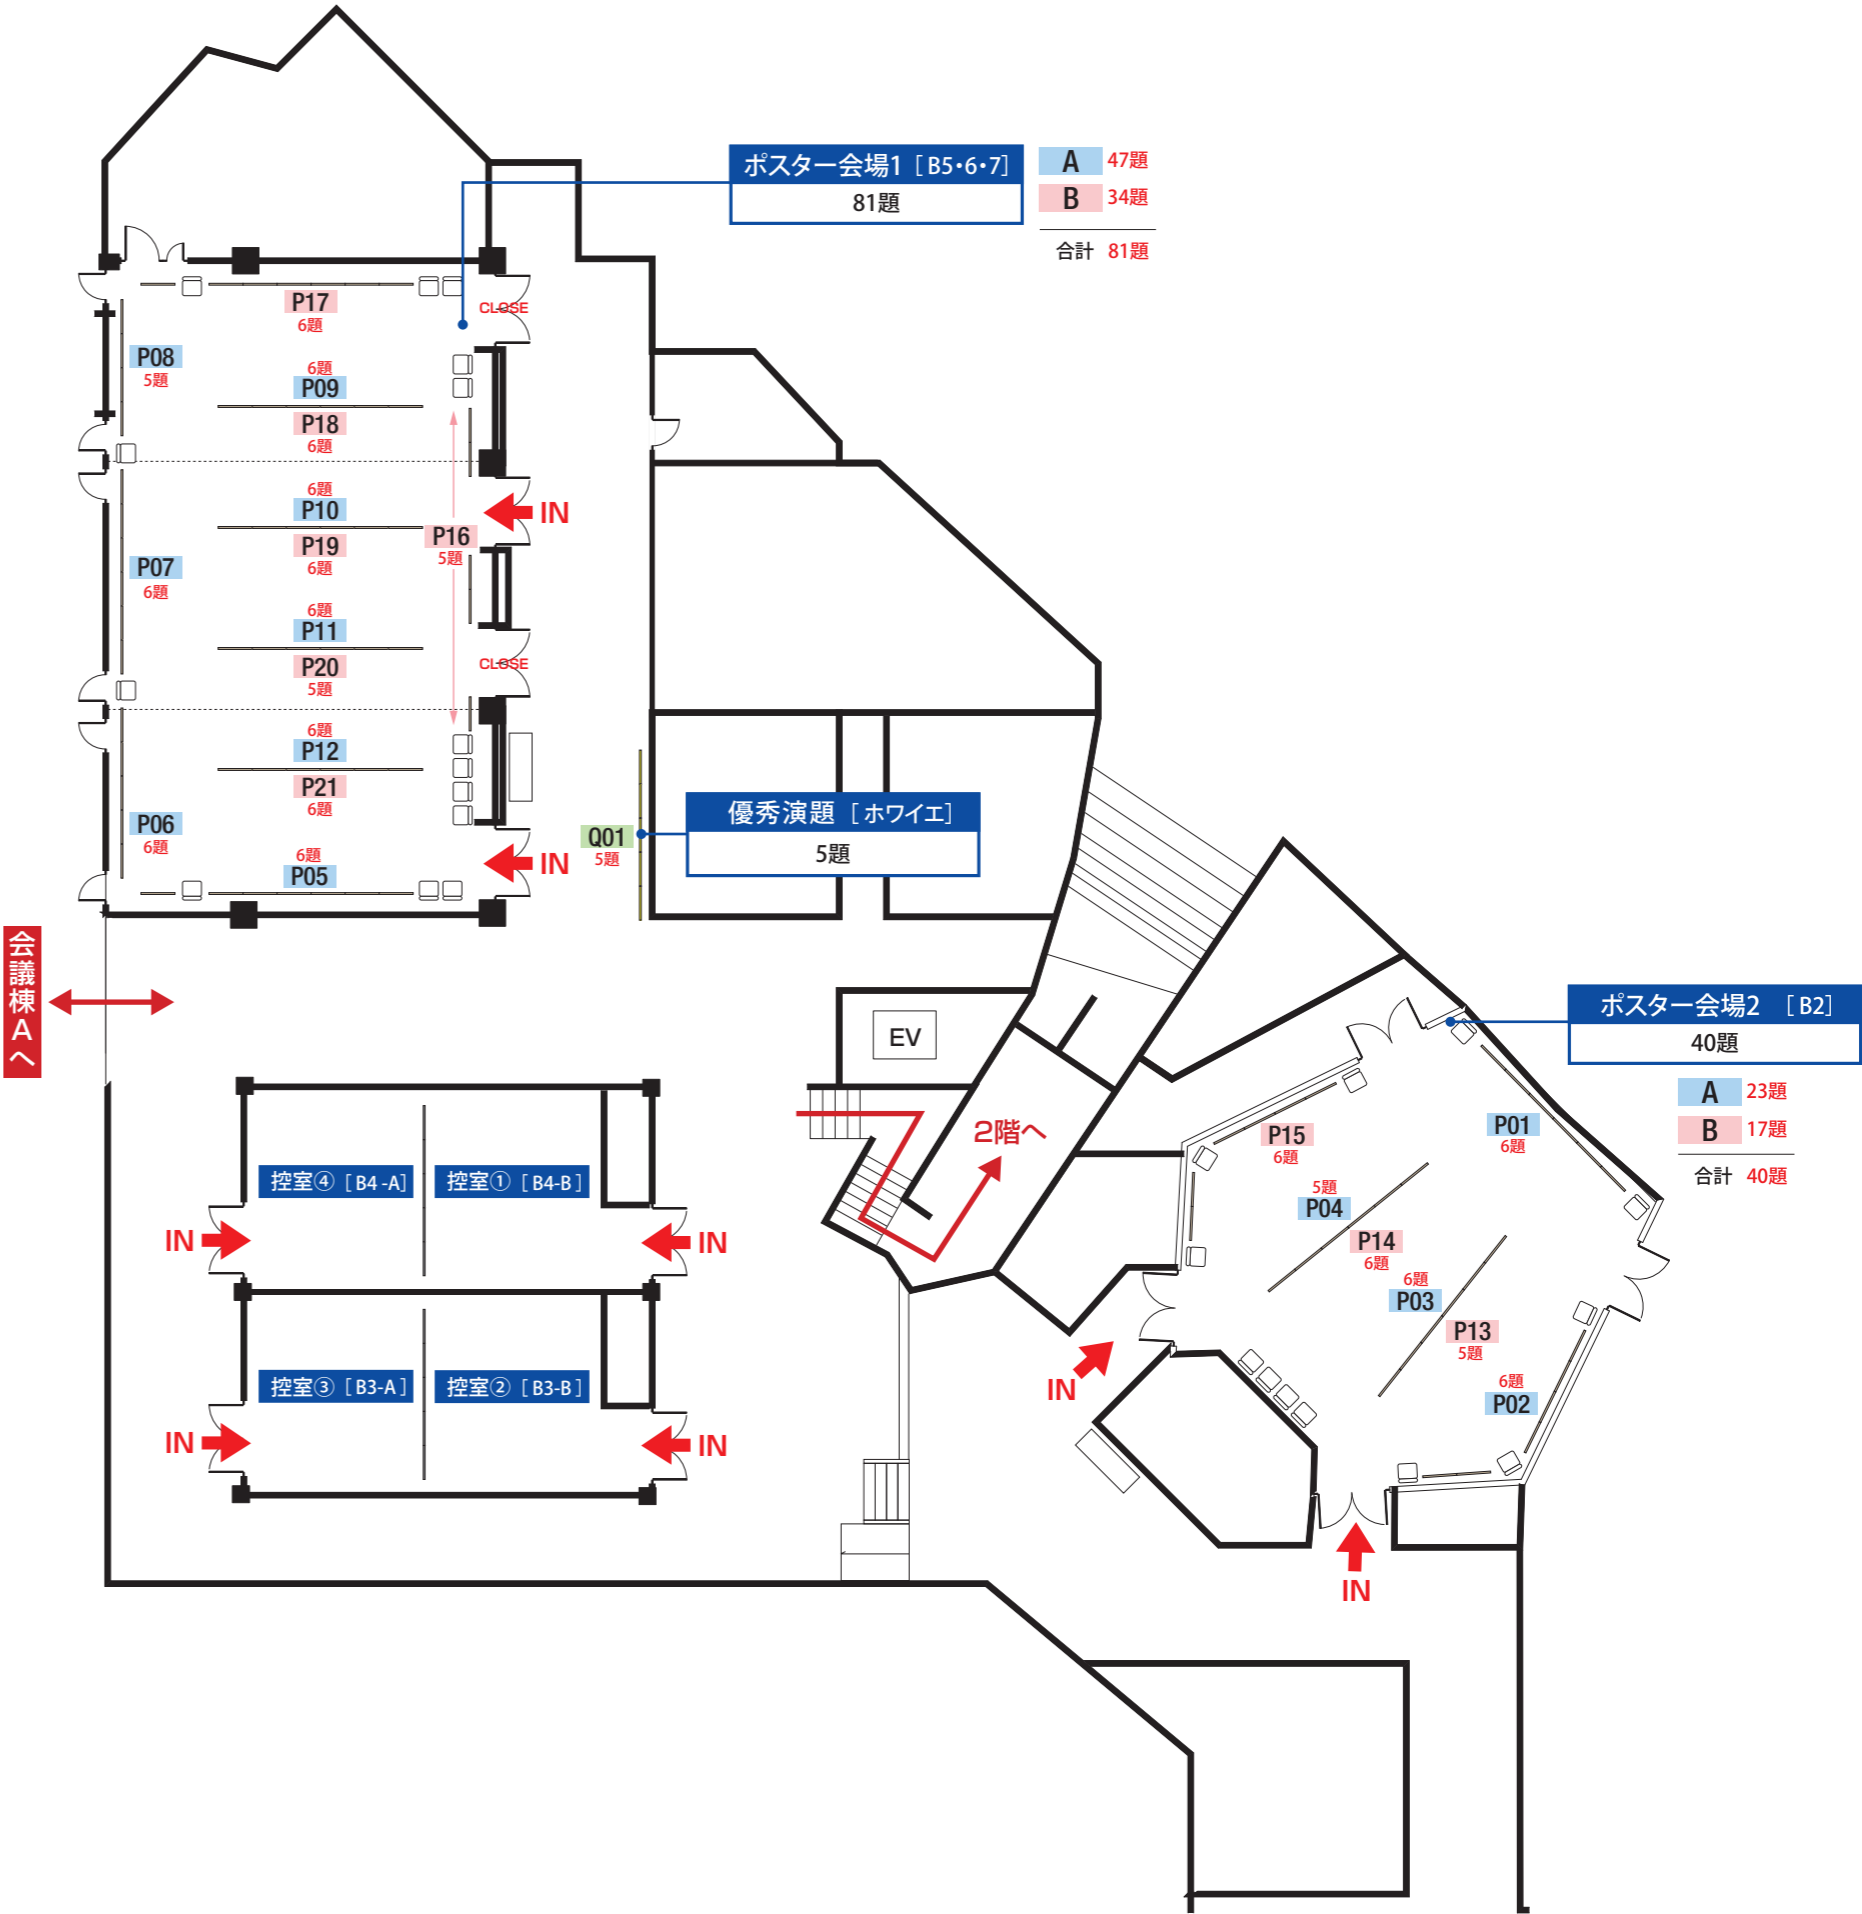 ポスター会場1 [ B5・6・7]
81題
A 47題
B 34題
合計 81題
P17
6題
CLOSE
P08
5題
6題
P09
P18
6題
6題
P10
IN
P16
5題
P19
6題
P07
6題
6題
P11
P20
5題
CLOSE
6題
P12
P21
6題
P06
6題
6題
P05
IN
Q01
5題
優秀演題 [ ホワイエ]
5題
会議棟Aへ
EV
2階へ
ポスター会場2 [ B2]
40題
A 23題
B 17題
合計 40題
P01
6題
P15
6題
5題
P04
P14
6題
6題
P03
P13
5題
6題
P02
IN
IN
控室④ [ B4 -A]
控室① [ B4-B ]
IN
IN
控室③ [ B3-A ]
控室② [ B3-B ]
IN
IN